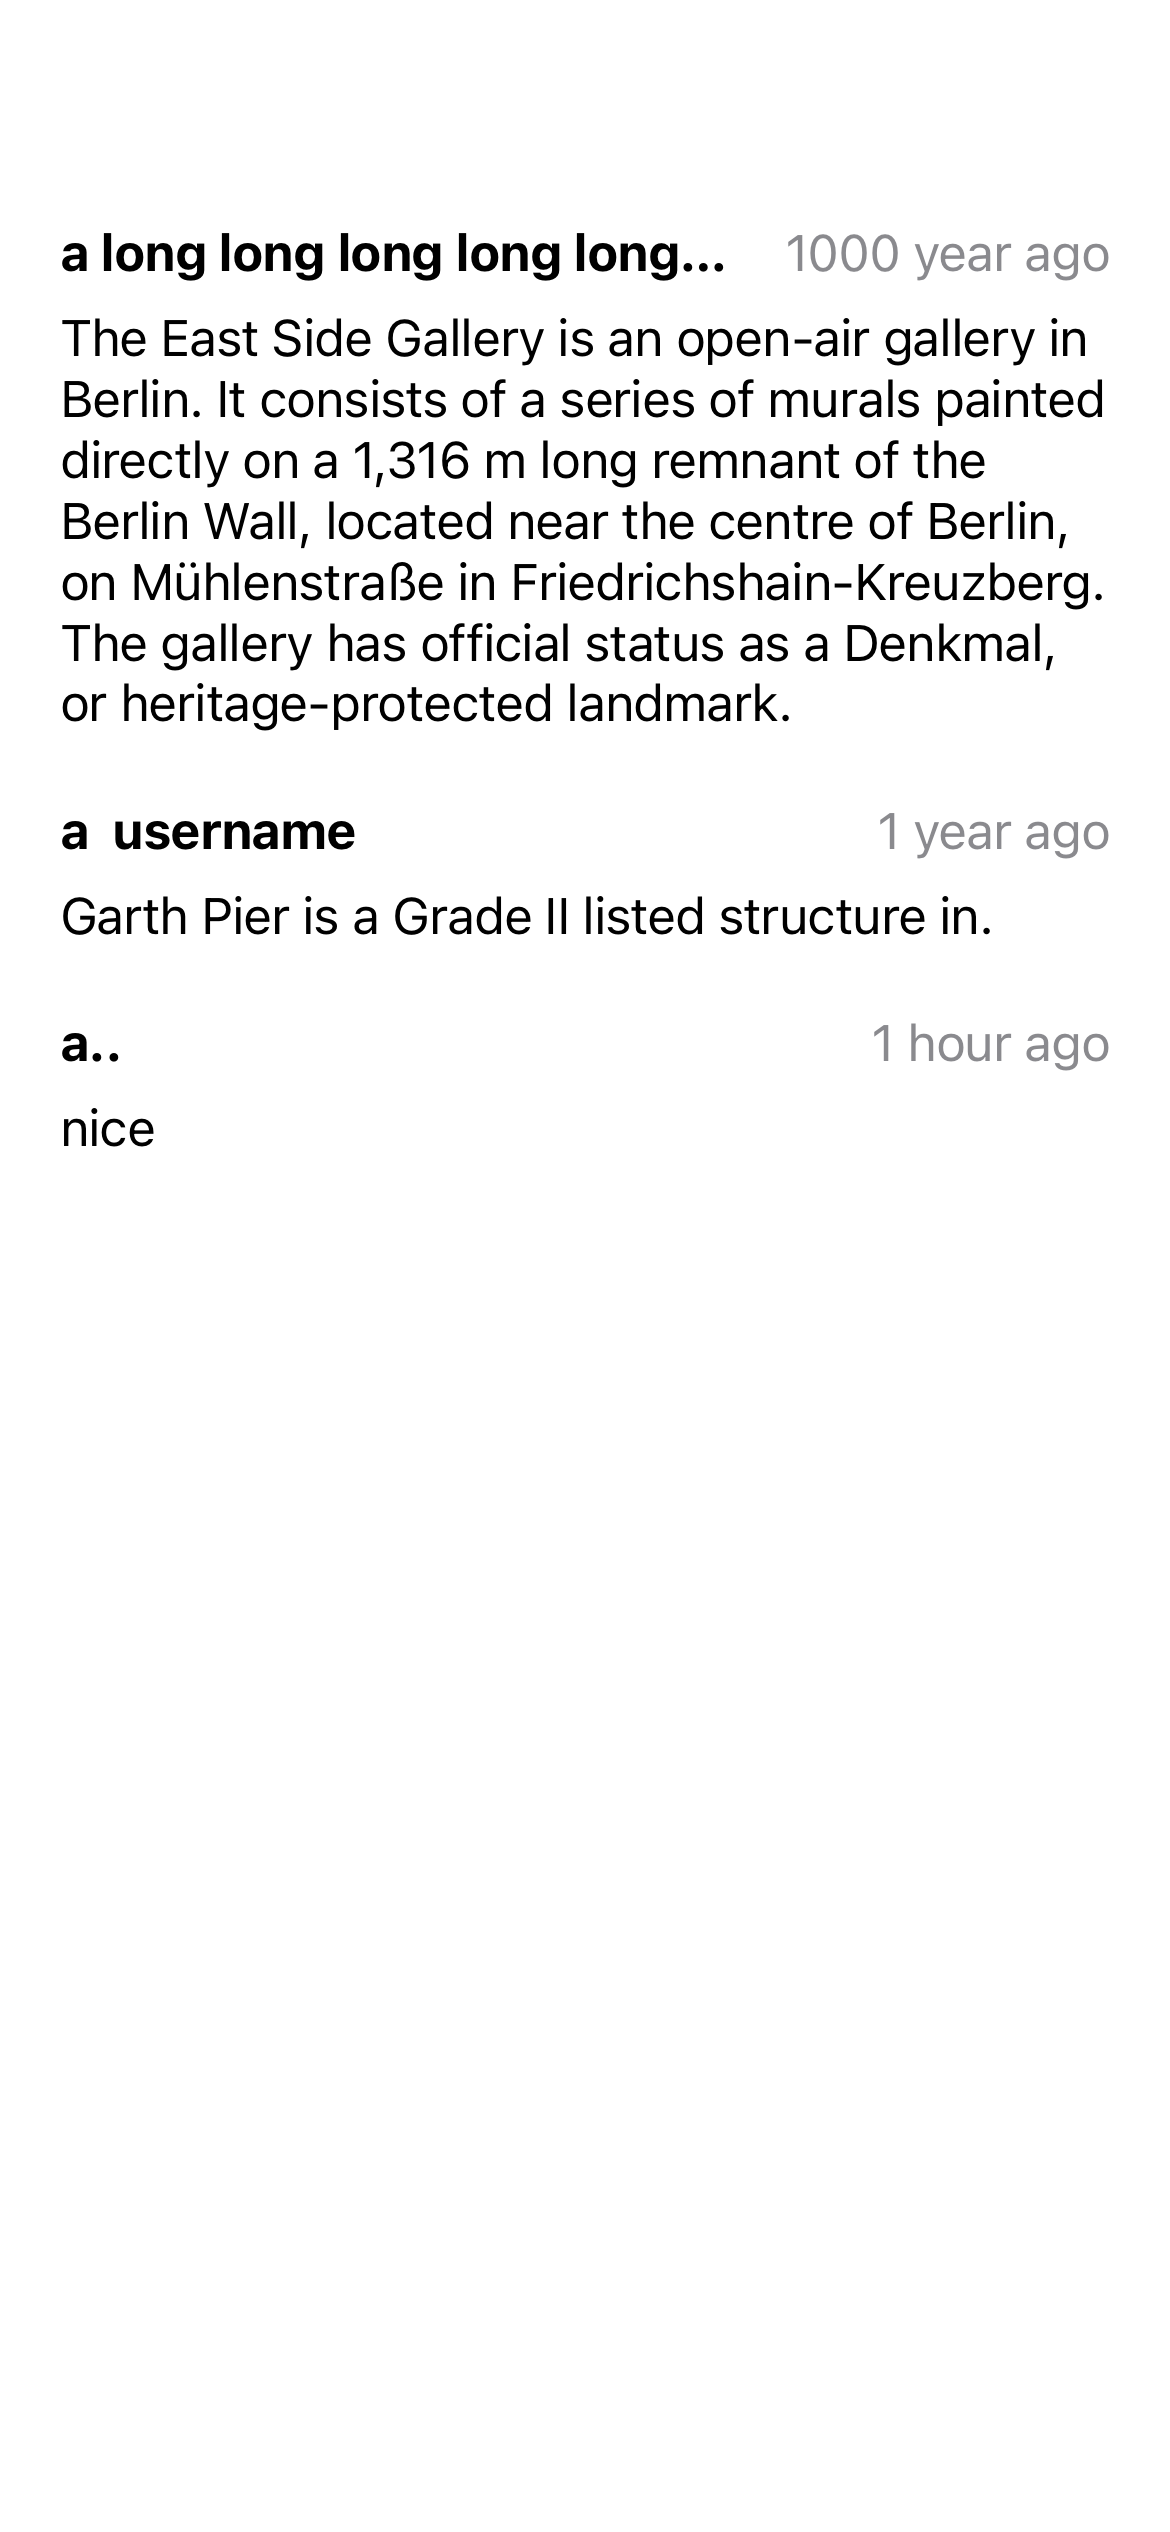 a long long long long long... 1000 year ago
The East Side Gallery is an open-air gallery in
Berlin. It consists of a series of murals painted
directly on a 1,316 m long remnant of the
Berlin Wall, located near the centre of Berlin,
on Mühlenstraße in Friedrichshain-Kreuzberg.
The gallery has official status as a Denkmal,
or heritage-protected landmark.
a  username 1 year ago
Garth Pier is a Grade II listed structure in.
a.. 1 hour ago
nice